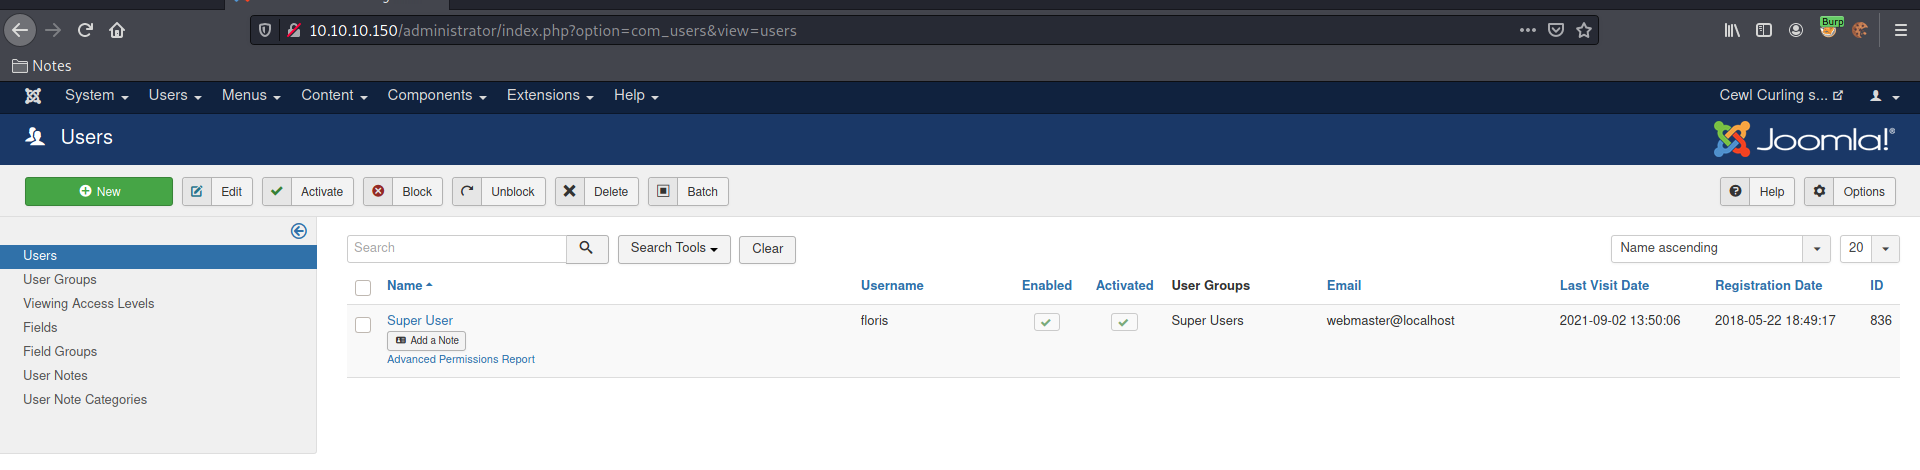 10.10.10.150/administrator/index.php?option=com_users&view=users
Burp
Notes
System Users Menus Content Components Extensions Help Cewl Curling s...
Users Joomla!®
New Edit Activate Block Unblock Delete Batch Help Options
Users
User Groups
Viewing Access Levels
Fields
Field Groups
User Notes
User Note Categories
Search Search Tools Clear Name ascending 20
Name Username Enabled Activated User Groups Email Last Visit Date Registration Date ID
Super User floris Super Users webmaster@localhost 2021-09-02 13:50:06 2018-05-22 18:49:17 836
Add a Note
Advanced Permissions Report